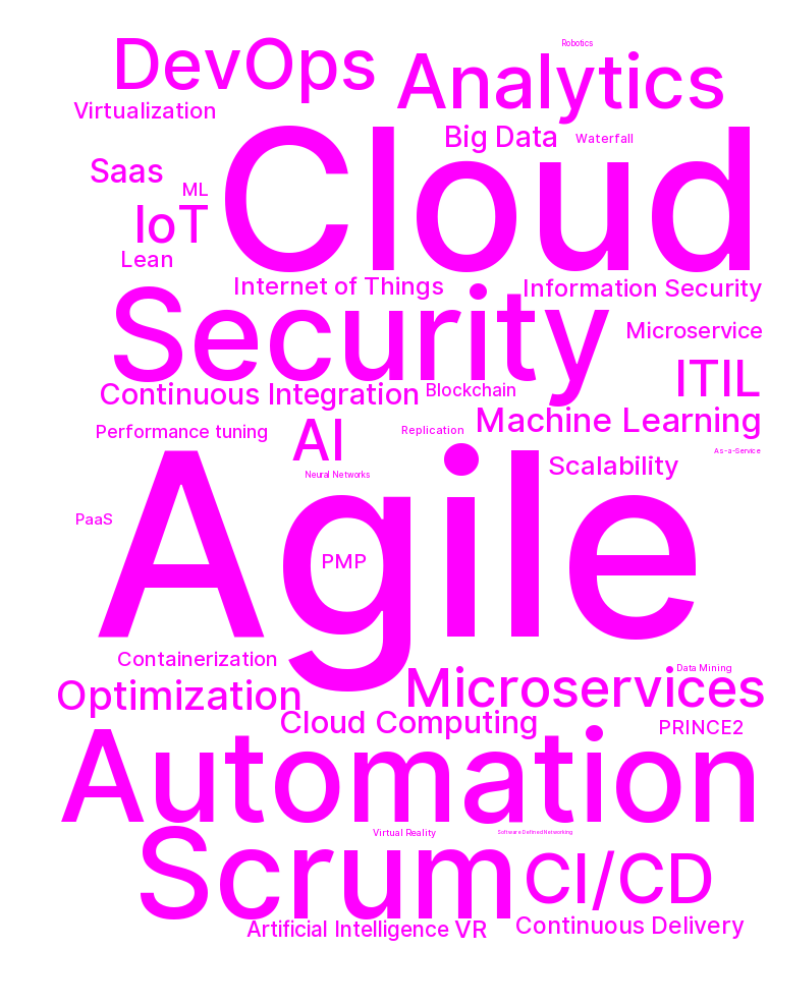 Robotics
DevOps
Analytics
Virtualization
Big Data
Waterfall
Cloud
Saas
ML
IoT
Lean
Internet of Things
Information Security
Security
Microservice
ITIL
Continuous Integration
Blockchain
Machine Learning
AI
Performance tuning
Replication
As-a-Service
Scalability
Neural Networks
Agile
PaaS
PMP
Containerization
Data Mining
Optimization
Microservices
Cloud Computing
PRINCE2
Automation
Virtual Reality
Software Defined Networking
Scrum
CI/CD
Artificial Intelligence
VR
Continuous Delivery